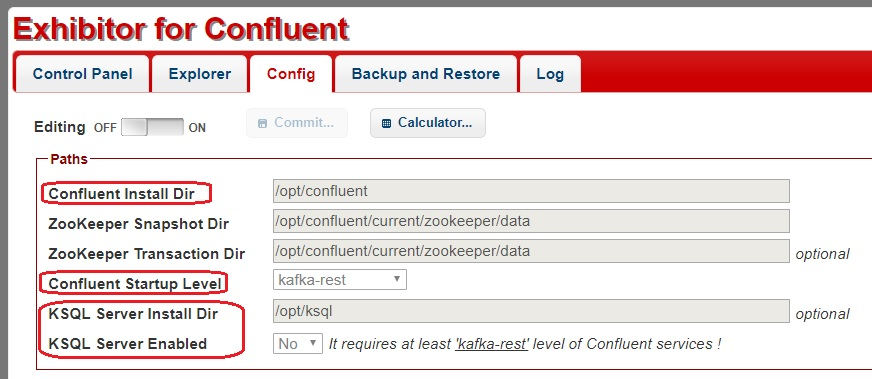 Exhibitor for Confluent
Control Panel Explorer Config Backup and Restore Log
Editing OFF ON Commit... Calculator...
Paths
Confluent Install Dir /opt/confluent
ZooKeeper Snapshot Dir /opt/confluent/current/zookeeper/data
ZooKeeper Transaction Dir /opt/confluent/current/zookeeper/data optional
Confluent Startup Level kafka-rest
KSQL Server Install Dir /opt/ksql optional
KSQL Server Enabled No It requires at least 'kafka-rest' level of Confluent services !